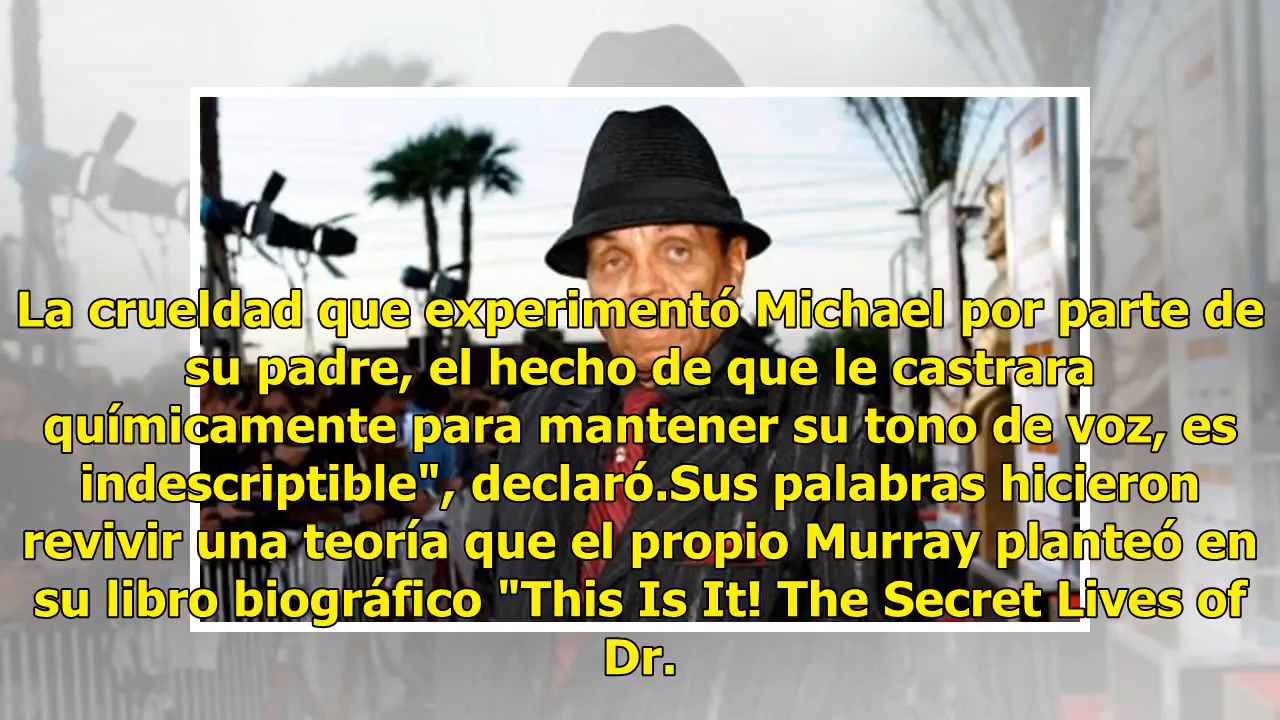 La crueldad que experimentó Michael por parte de
su padre, el hecho de que le castrara
químicamente para mantener su tono de voz, es
indescriptible", declaró.Sus palabras hicieron
revivir una teoría que el propio Murray planteó en
su libro biográfico "This Is It! The Secret Lives of
Dr.